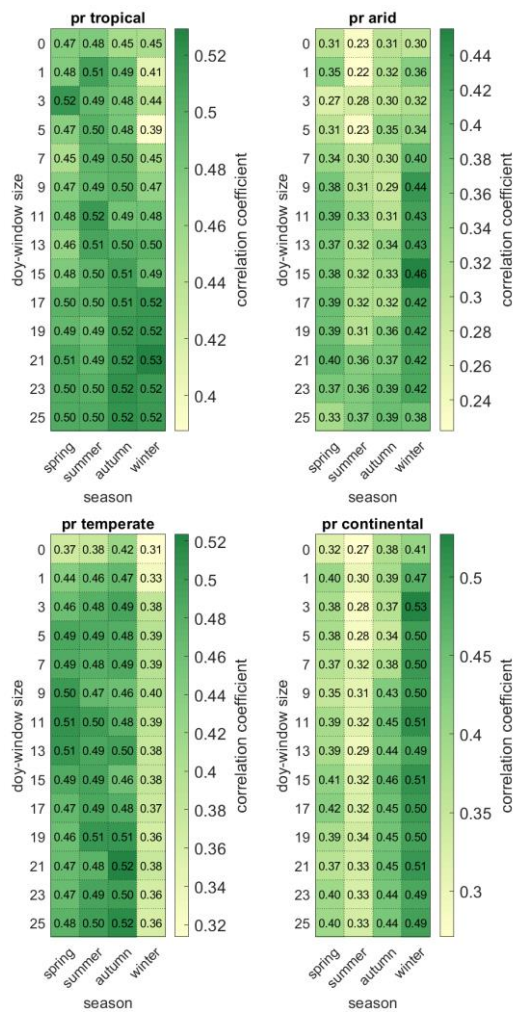 pr tropical
0 0.47 0.48 0.45 0.45
1 0.48 0.51 0.49 0.41
3 0.52 0.49 0.48 0.44
5 0.47 0.50 0.48 0.39
7 0.45 0.49 0.50 0.45
9 0.47 0.49 0.50 0.47
11 0.48 0.52 0.49 0.48
13 0.46 0.51 0.50 0.50
15 0.48 0.50 0.51 0.49
17 0.50 0.50 0.51 0.52
19 0.49 0.49 0.52 0.52
21 0.51 0.49 0.52 0.53
23 0.50 0.50 0.52 0.52
25 0.50 0.50 0.52 0.52
doy-window size
spring summer autumn winter
season
0.52
0.5
0.48
0.46
0.44
0.42
0.4
correlation coefficient
pr arid
0 0.31 0.23 0.31 0.30
1 0.35 0.22 0.32 0.36
3 0.27 0.28 0.30 0.32
5 0.31 0.23 0.35 0.34
7 0.34 0.30 0.30 0.40
9 0.38 0.31 0.29 0.44
11 0.39 0.33 0.31 0.43
13 0.37 0.32 0.34 0.43
15 0.38 0.32 0.33 0.46
17 0.39 0.32 0.32 0.42
19 0.39 0.31 0.36 0.42
21 0.40 0.36 0.37 0.42
23 0.37 0.36 0.39 0.42
25 0.33 0.37 0.39 0.38
doy-window size
spring summer autumn winter
season
0.44
0.42
0.4
0.38
0.36
0.34
0.32
0.3
0.28
0.26
0.24
correlation coefficient
pr temperate
0 0.37 0.38 0.42 0.31
1 0.44 0.46 0.47 0.33
3 0.46 0.48 0.49 0.38
5 0.49 0.49 0.48 0.39
7 0.49 0.48 0.49 0.39
9 0.50 0.47 0.46 0.40
11 0.51 0.50 0.48 0.39
13 0.51 0.49 0.50 0.38
15 0.49 0.49 0.46 0.38
17 0.47 0.49 0.48 0.37
19 0.46 0.51 0.51 0.36
21 0.47 0.48 0.52 0.38
23 0.47 0.49 0.50 0.36
25 0.48 0.50 0.52 0.36
doy-window size
spring summer autumn winter
season
0.52
0.5
0.48
0.46
0.44
0.42
0.4
0.38
0.36
0.34
0.32
correlation coefficient
pr continental
0 0.32 0.27 0.38 0.41
1 0.40 0.30 0.39 0.47
3 0.38 0.28 0.37 0.53
5 0.38 0.28 0.34 0.50
7 0.37 0.32 0.38 0.50
9 0.35 0.31 0.43 0.50
11 0.39 0.32 0.45 0.51
13 0.39 0.29 0.44 0.49
15 0.41 0.32 0.46 0.51
17 0.42 0.32 0.45 0.50
19 0.39 0.34 0.45 0.50
21 0.37 0.33 0.45 0.51
23 0.40 0.33 0.44 0.49
25 0.40 0.33 0.44 0.49
doy-window size
spring summer autumn winter
season
0.5
0.45
0.4
0.35
0.3
correlation coefficient